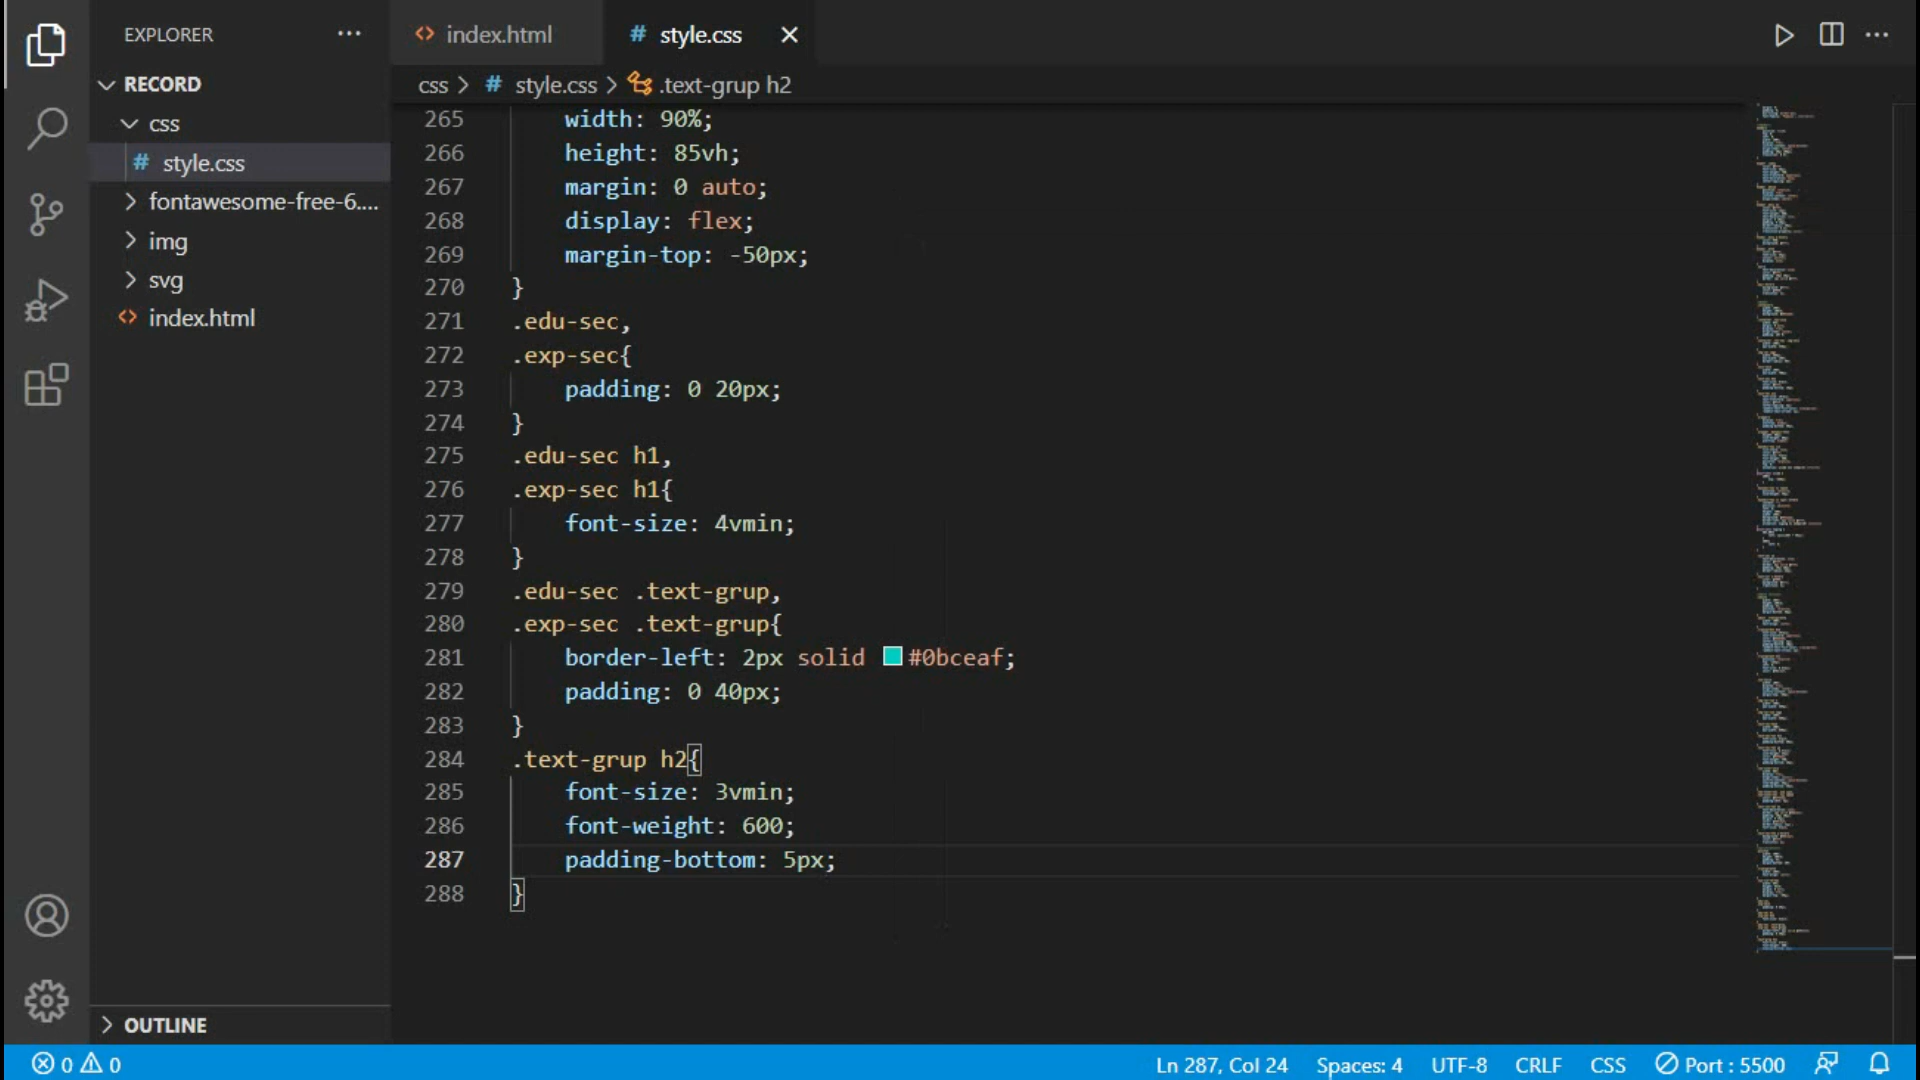 EXPLORER
RECORD
css
# style.css
fontawesome-free-6....
img
svg
<> index.html
OUTLINE
<> index.html
# style.css
css > # style.css > .text-grup h2
265 width: 90%;
266 height: 85vh;
267 margin: 0 auto;
268 display: flex;
269 margin-top: -50px;
270 }
271 .edu-sec,
272 .exp-sec{
273 padding: 0 20px;
274 }
275 .edu-sec h1,
276 .exp-sec h1{
277 font-size: 4vmin;
278 }
279 .edu-sec .text-grup,
280 .exp-sec .text-grup{
281 border-left: 2px solid #0bceaf;
282 padding: 0 40px;
283 }
284 .text-grup h2{
285 font-size: 3vmin;
286 font-weight: 600;
287 padding-bottom: 5px;
288 }
0 0
Ln 287, Col 24 Spaces: 4 UTF-8 CRLF CSS Port : 5500